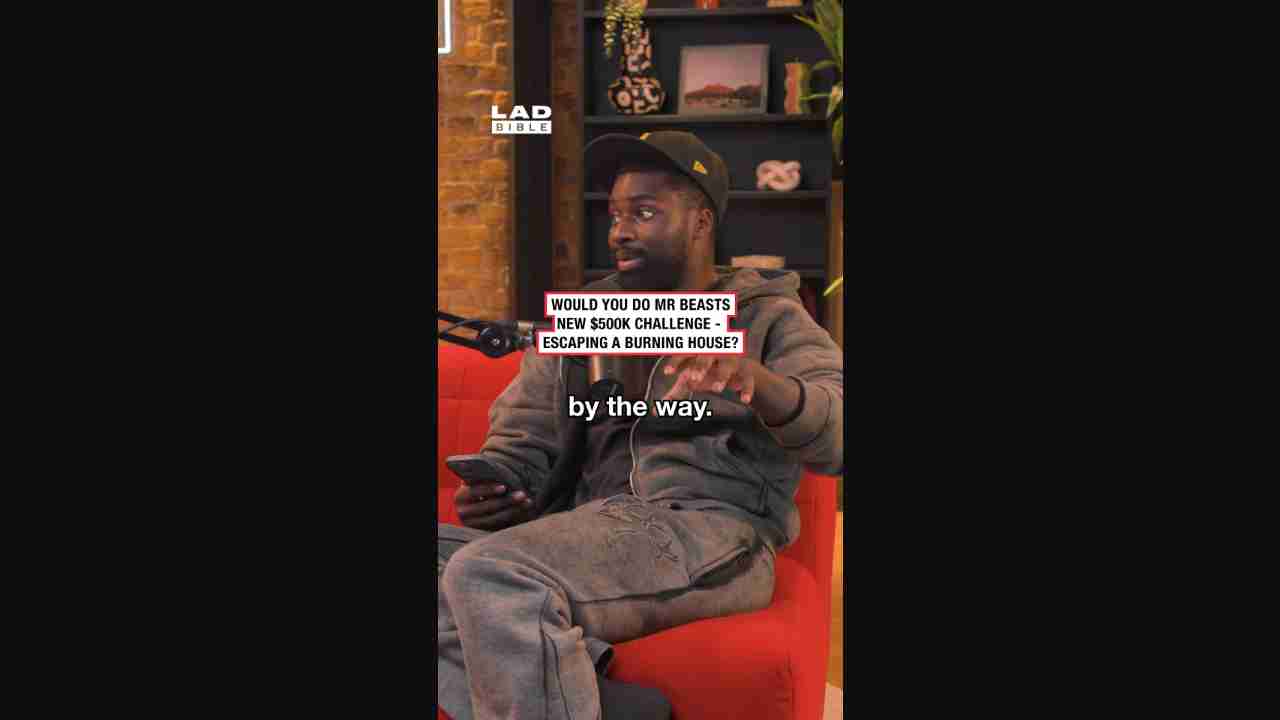 LAD
BIBLE
WOULD YOU DO MR BEASTS
NEW $500K CHALLENGE -
ESCAPING A BURNING HOUSE?
by the way.